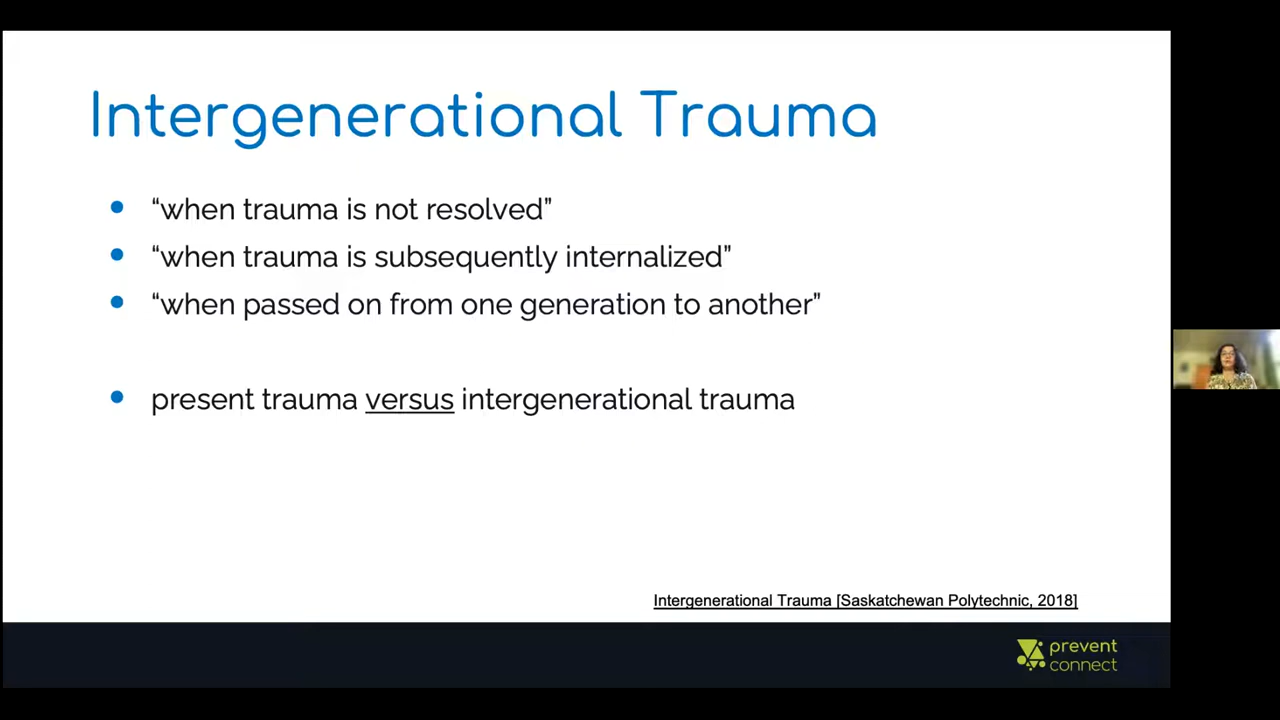 Intergenerational Trauma
“when trauma is not resolved”
“when trauma is subsequently internalized”
“when passed on from one generation to another”
present trauma versus intergenerational trauma
Intergenerational Trauma [Saskatchewan Polytechnic, 2018]
prevent
connect